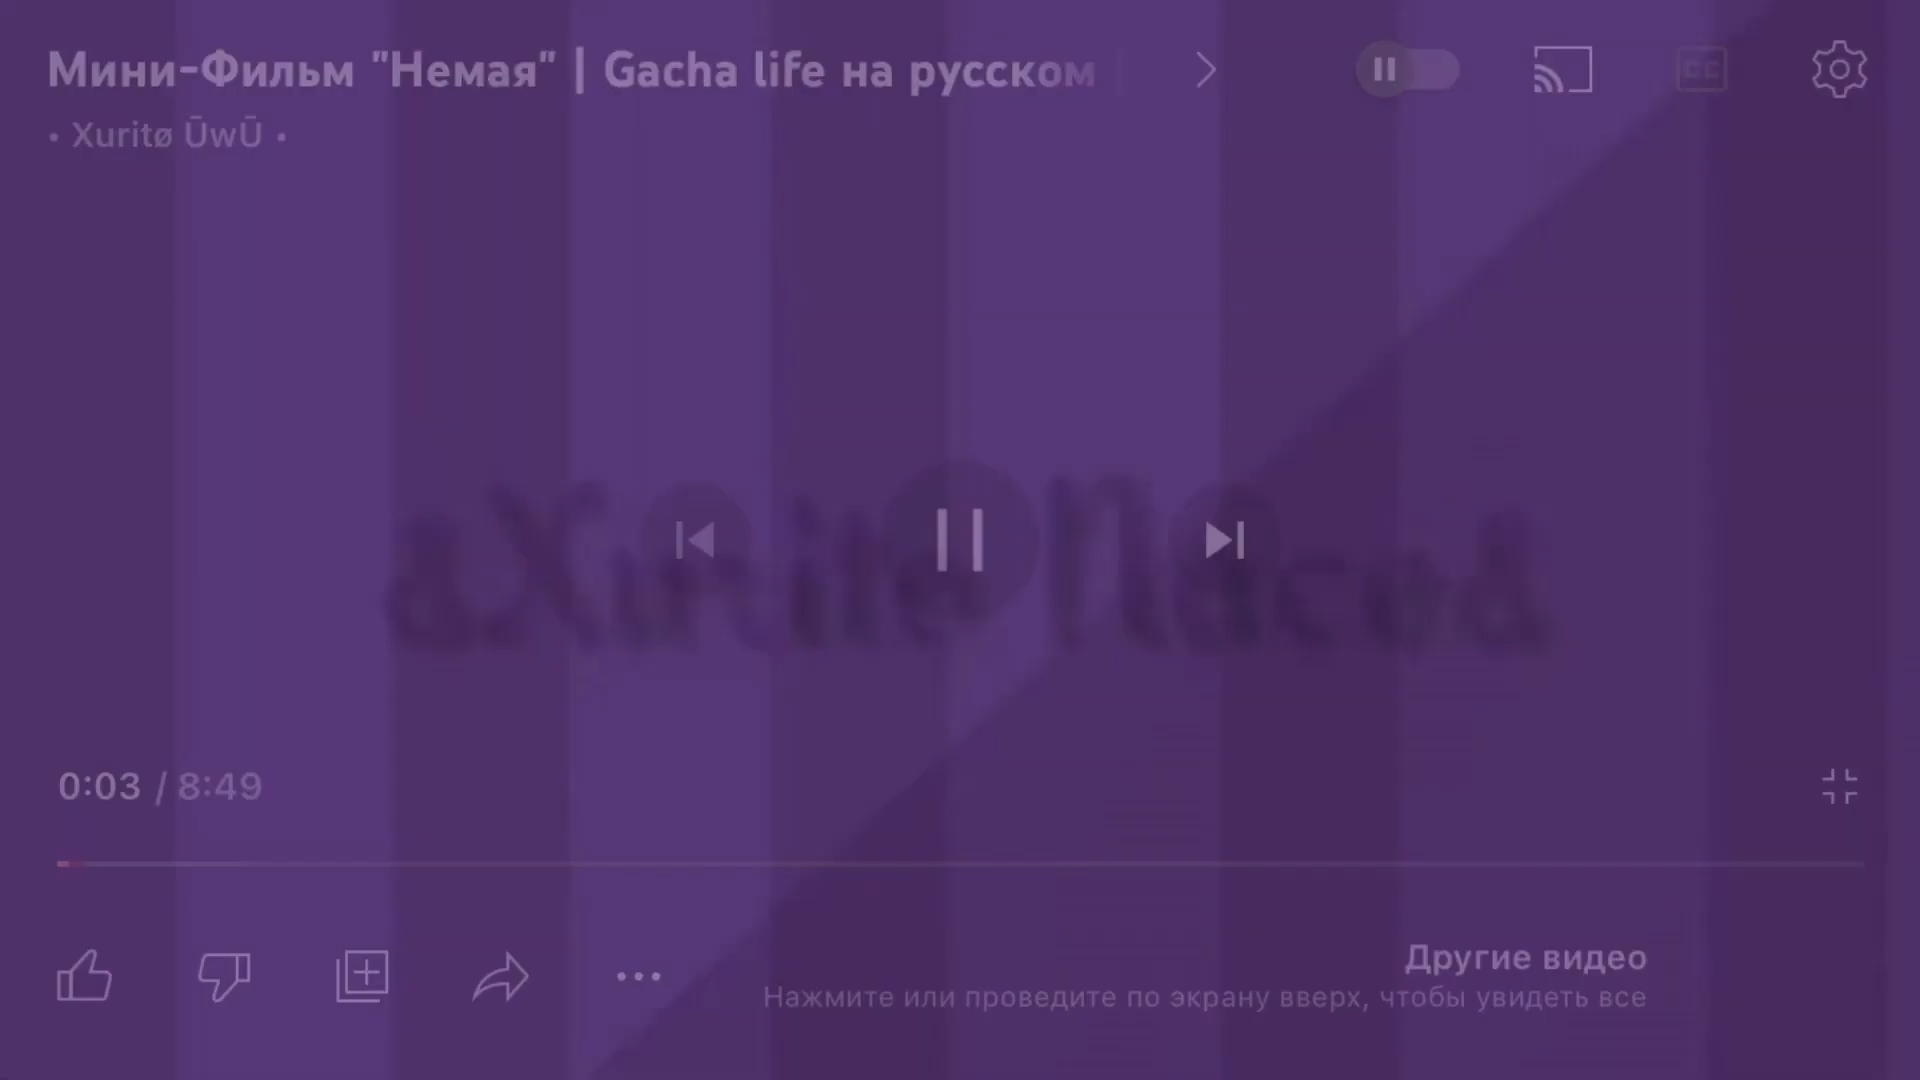 Мини-Фильм "Немая" | Gacha life на русском |
• Xuritø ŪwŪ •
CC
0:03 / 8:49
Другие видео
Нажмите или проведите по экрану вверх, чтобы увидеть все